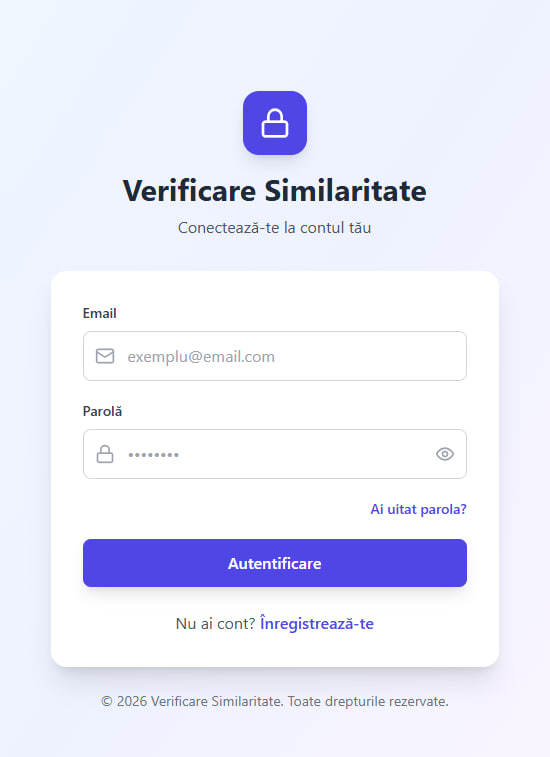 Verificare Similaritate
Conectează-te la contul tău
Email
exemplu@email.com
Parolă
••••••••
Ai uitat parola?
Autentificare
Nu ai cont? Înregistrează-te
© 2026 Verificare Similaritate. Toate drepturile rezervate.